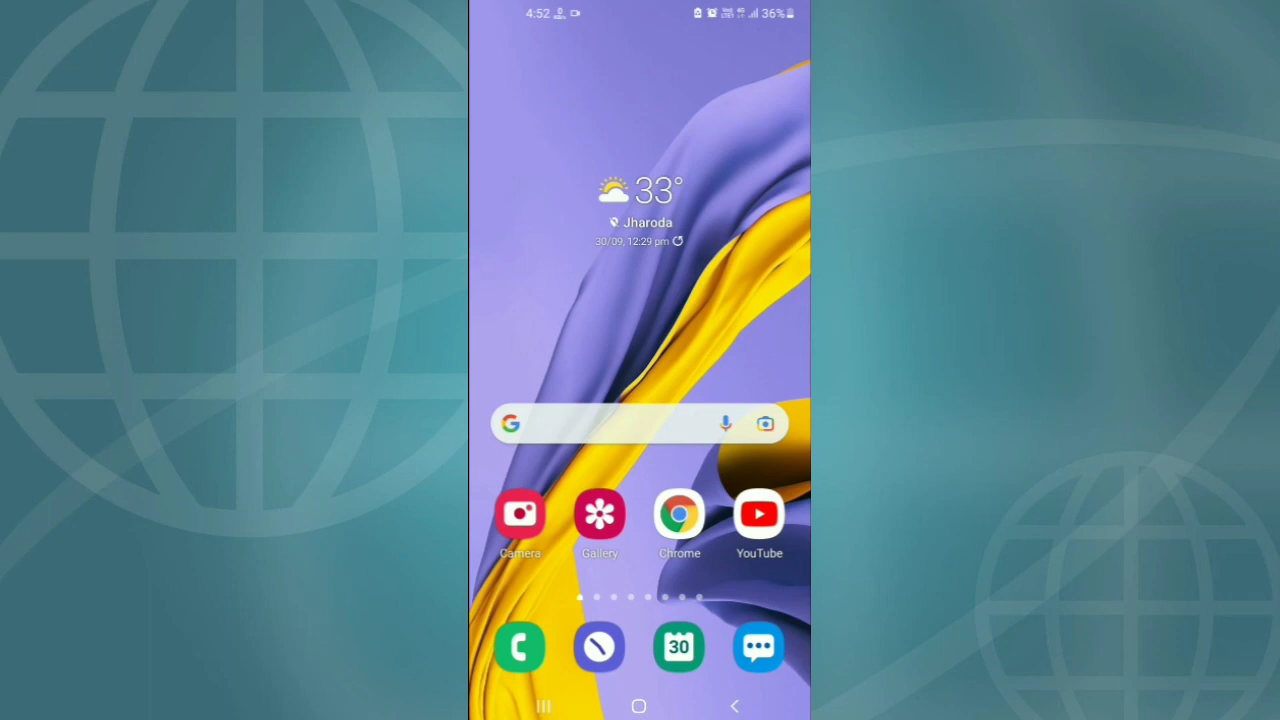 4:52
36%
33°
Jharoda
30/09, 12:29 pm
G
Camera
Gallery
Chrome
YouTube
30